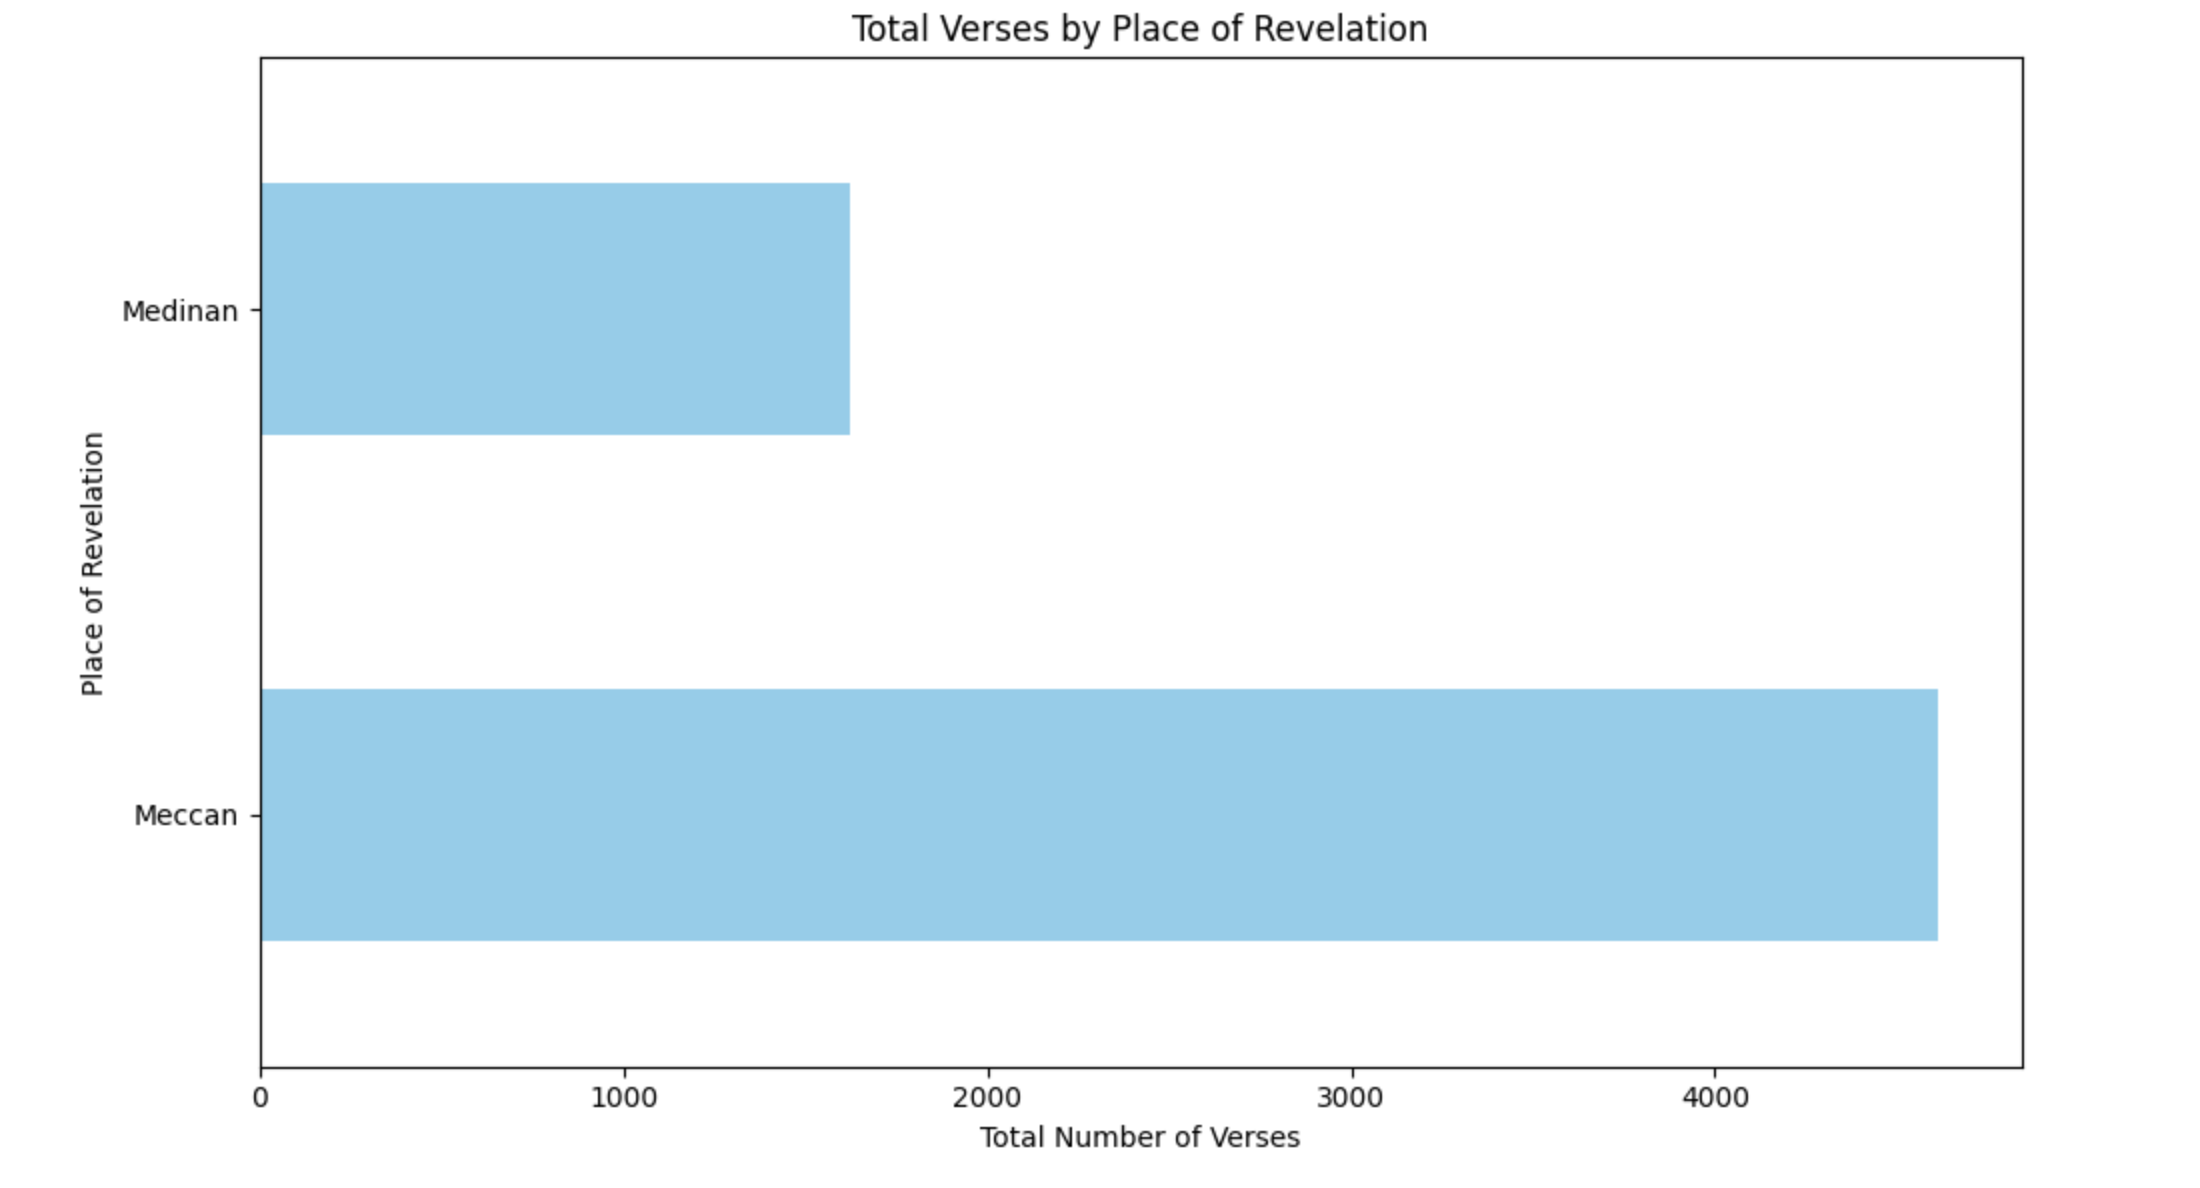 Total Verses by Place of Revelation
Medinan
Place of Revelation
Meccan
0 1000 2000 3000 4000
Total Number of Verses